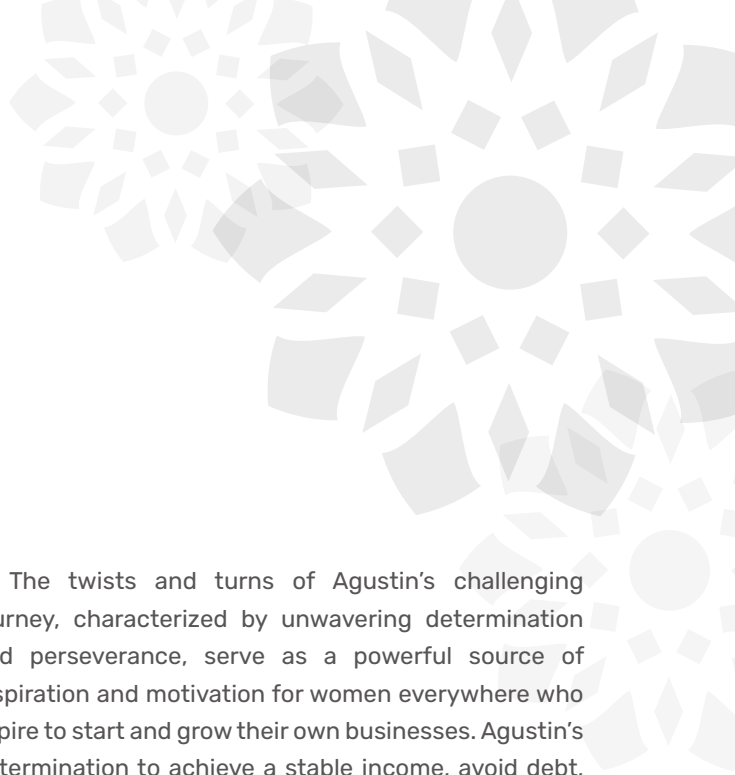 The twists and turns of Agustin’s challenging
urney, characterized by unwavering determination
d perseverance, serve as a powerful source of
spiration and motivation for women everywhere who
pire to start and grow their own businesses. Agustin’s
termination to achieve a stable income, avoid debt,